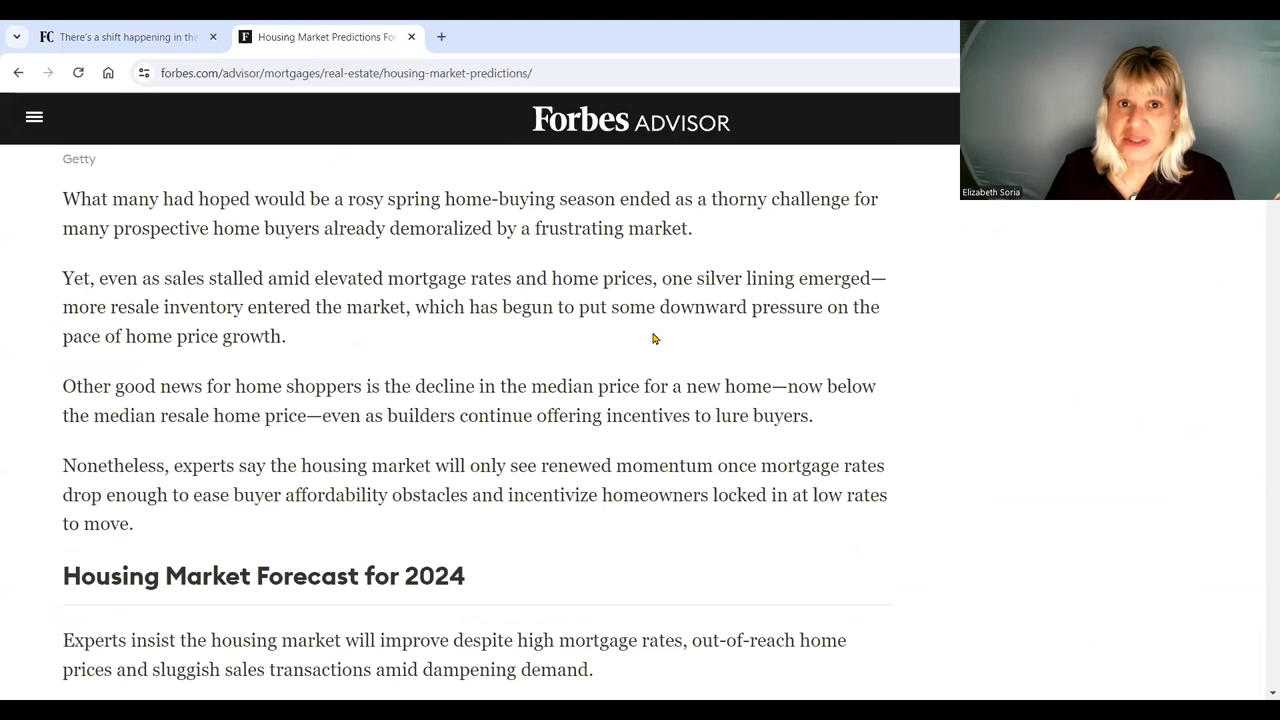 FC There's a shift happening in the
Housing Market Predictions Fo
forbes.com/advisor/mortgages/real-estate/housing-market-predictions/
Forbes ADVISOR
Elizabeth Soria
Getty
What many had hoped would be a rosy spring home-buying season ended as a thorny challenge for
many prospective home buyers already demoralized by a frustrating market.
Yet, even as sales stalled amid elevated mortgage rates and home prices, one silver lining emerged—
more resale inventory entered the market, which has begun to put some downward pressure on the
pace of home price growth.
Other good news for home shoppers is the decline in the median price for a new home—now below
the median resale home price—even as builders continue offering incentives to lure buyers.
Nonetheless, experts say the housing market will only see renewed momentum once mortgage rates
drop enough to ease buyer affordability obstacles and incentivize homeowners locked in at low rates
to move.
Housing Market Forecast for 2024
Experts insist the housing market will improve despite high mortgage rates, out-of-reach home
prices and sluggish sales transactions amid dampening demand.